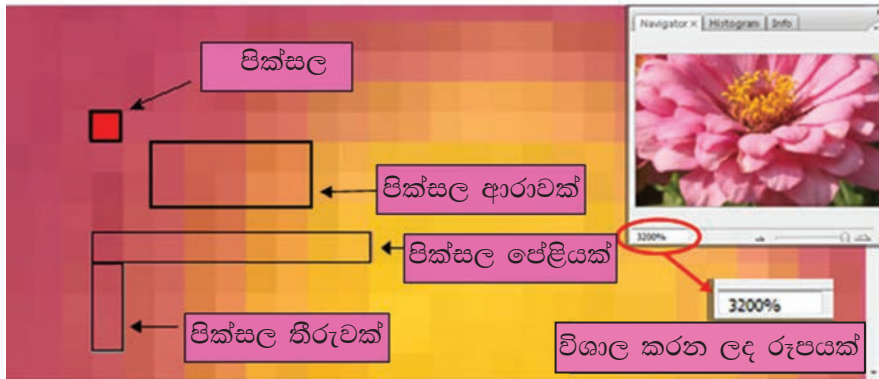 Navigator × Histogram Info
පික්සල
පික්සල ආරාවක්
3200%
පික්සල පේළියක්
3200%
පික්සල තීරුවක්
විශාල කරන ලද රූපයක්